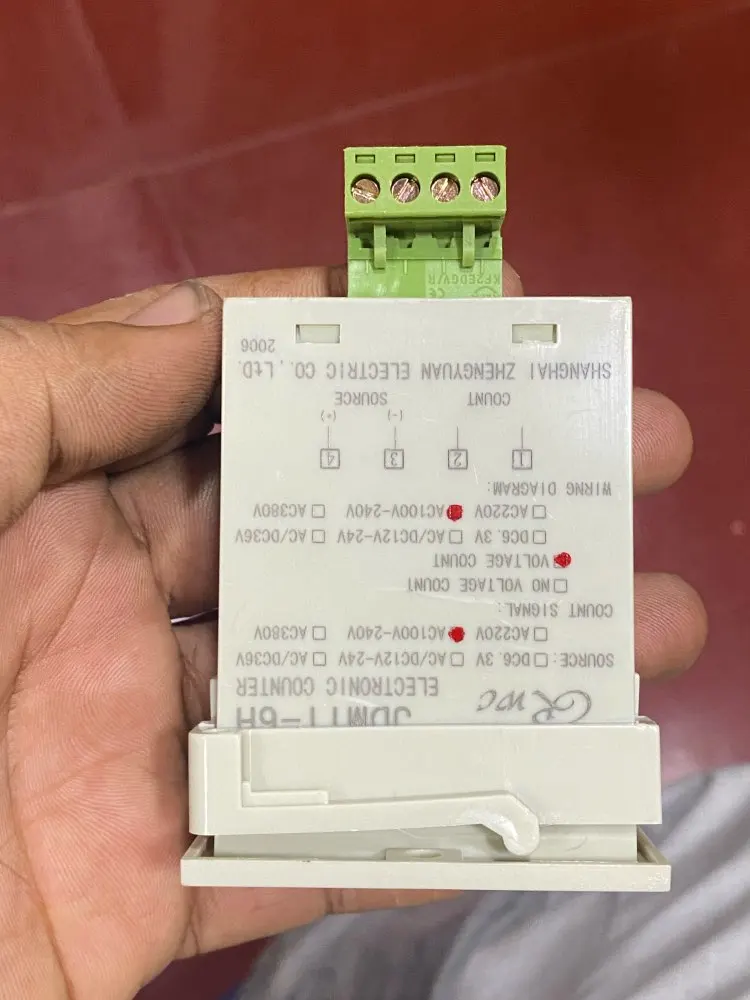 JDM11-6H
ELECTRONIC COUNTER
SOURCE: □DC6.3V □AC/DC12V-24V □AC/DC36V
□AC220V AC100V-240V □AC380V
COUNT SIGNAL:
□NO VOLTAGE COUNT
□VOLTAGE COUNT
□DC6.3V □AC/DC12V-24V □AC/DC36V
□AC220V AC100V-240V □AC380V
WIRNG DIAGRAM:
1 2 3 4
(-) (+)
COUNT SOURCE
SHANGHAI ZHENGYUAN ELECTRIC CO.,LtD.
2006
KF2EDGV/R